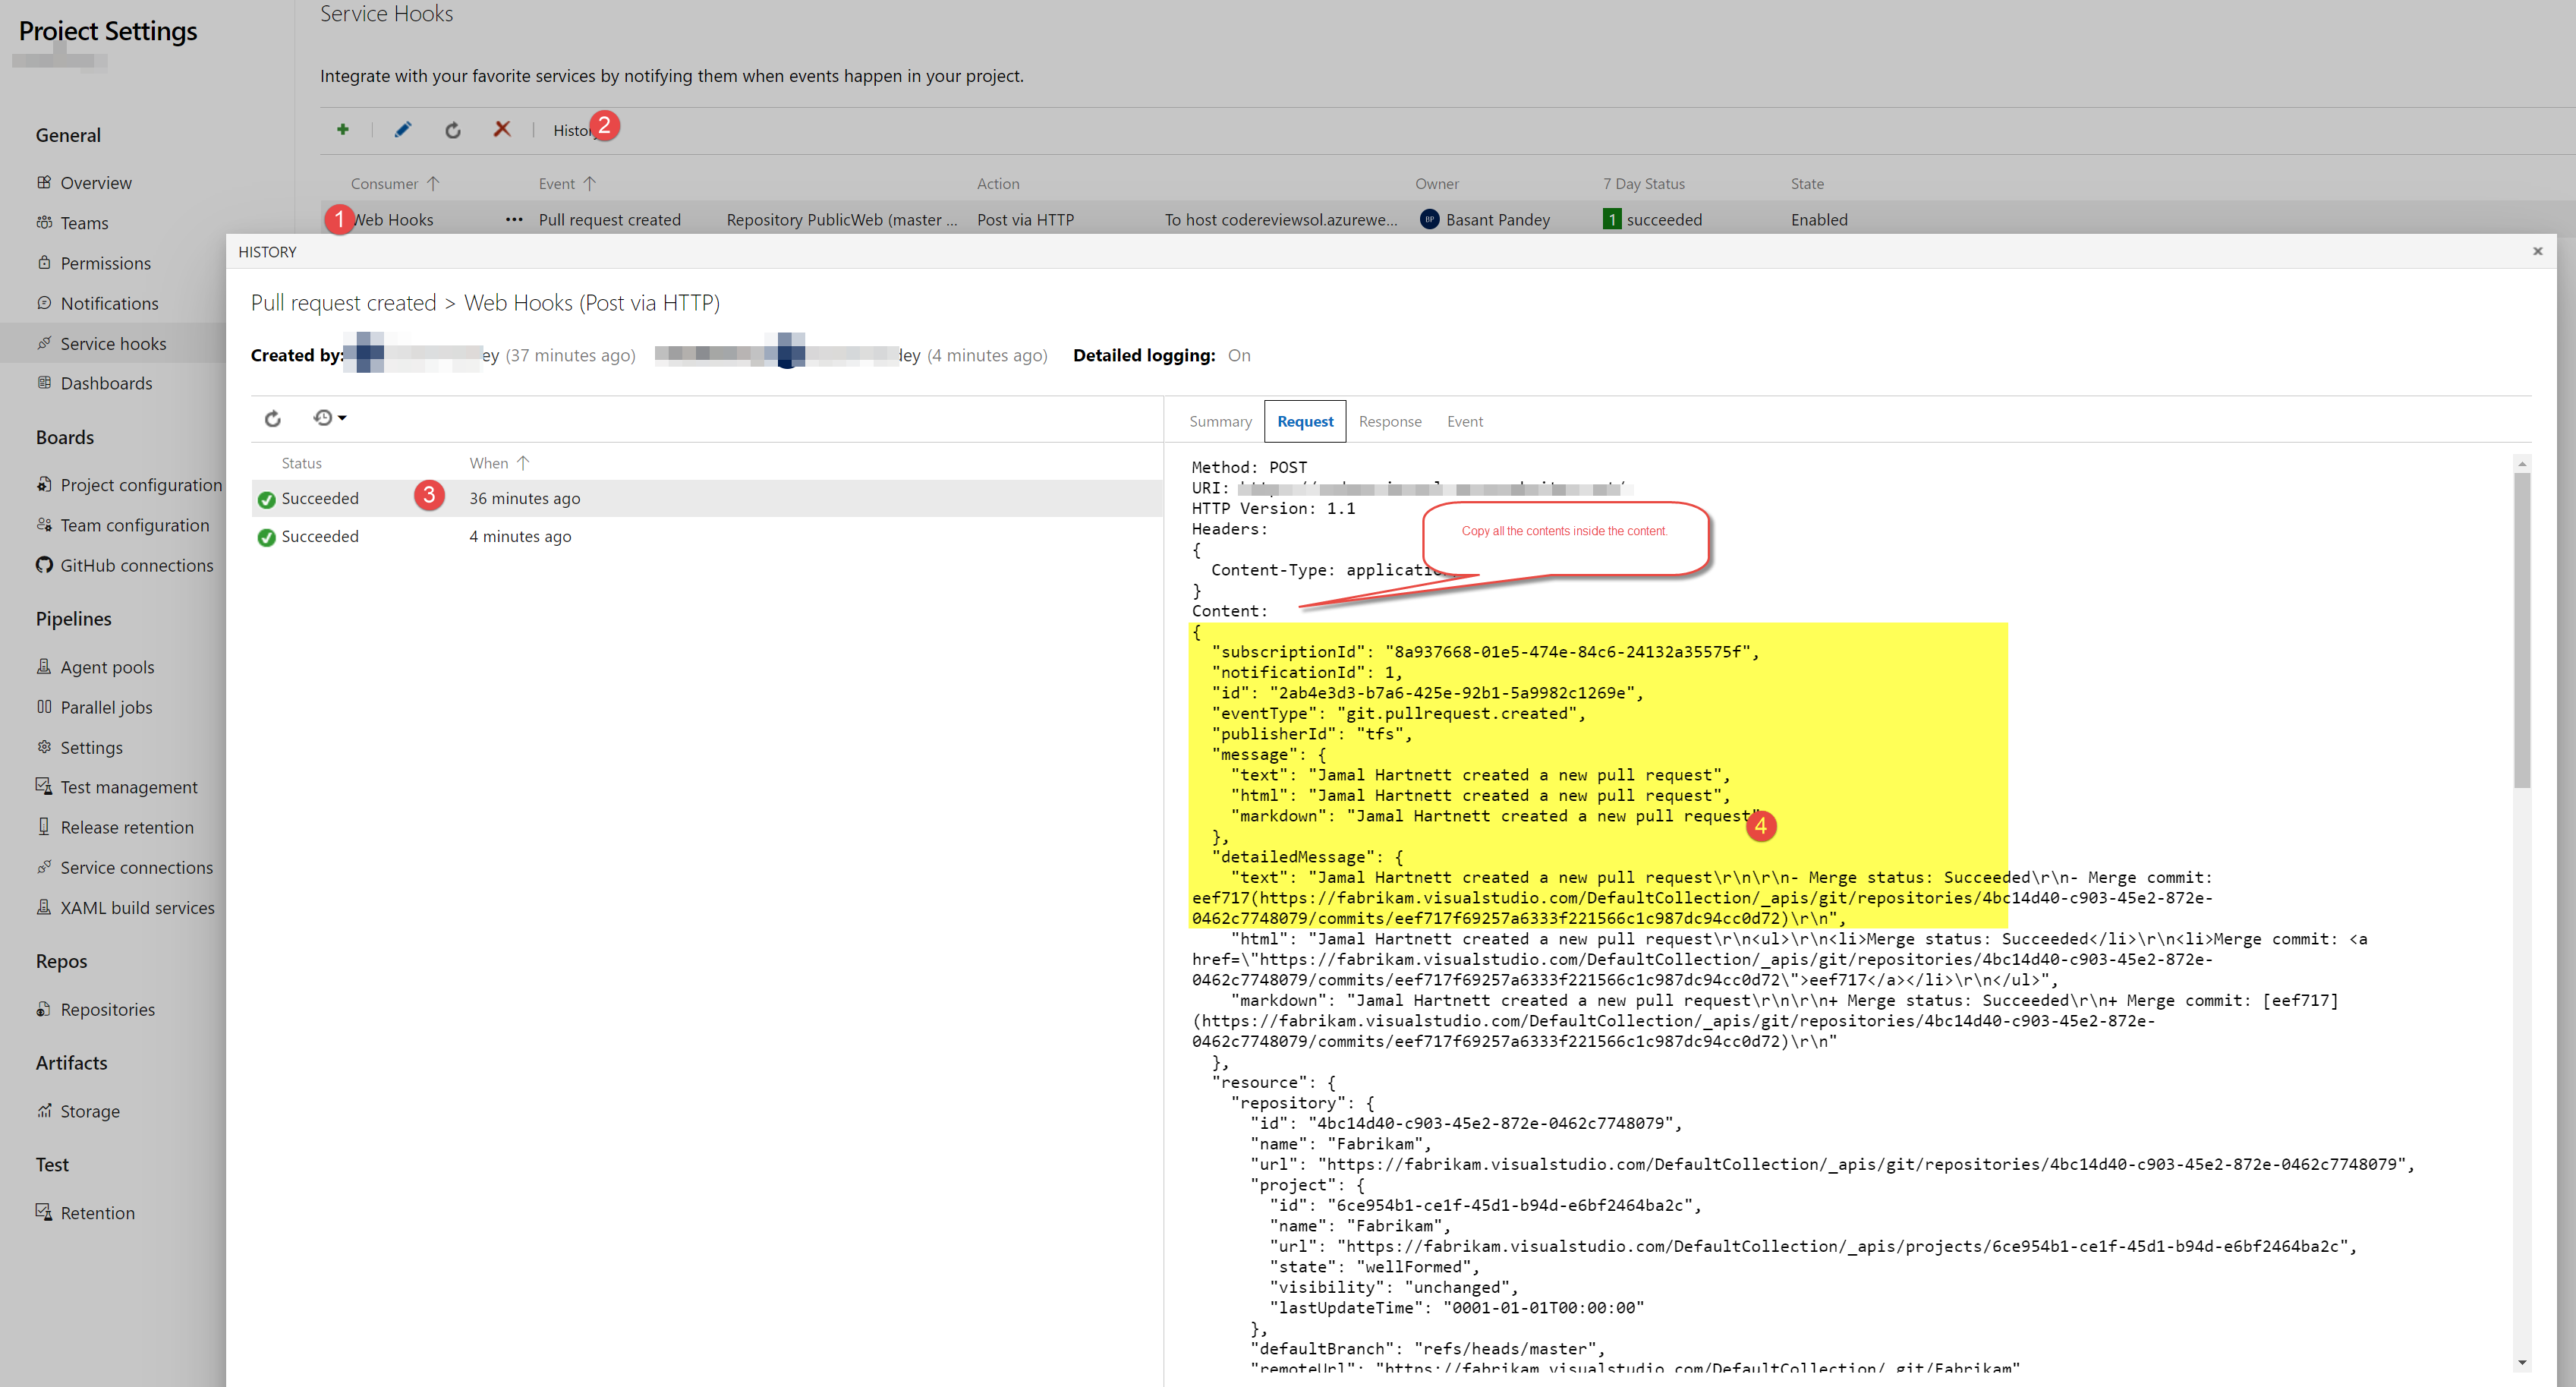 Project Settings
General
Overview
Teams
Permissions
Notifications
Service hooks
Dashboards
Boards
Project configuration
Team configuration
GitHub connections
Pipelines
Agent pools
Parallel jobs
Settings
Test management
Release retention
Service connections
XAML build services
Repos
Repositories
Artifacts
Storage
Test
Retention
Service Hooks
Integrate with your favorite services by notifying them when events happen in your project.
History 2
Consumer Event Action Owner 7 Day Status State
1 Web Hooks ... Pull request created Repository PublicWeb (master ... Post via HTTP To host codereviewsol.azurewe... BP Basant Pandey 1 succeeded Enabled
HISTORY
Pull request created > Web Hooks (Post via HTTP)
Created by: ey (37 minutes ago) dey (4 minutes ago) Detailed logging: On
Status When
Succeeded 3 36 minutes ago
Succeeded 4 minutes ago
Summary Request Response Event
Method: POST
URI:
HTTP Version: 1.1
Headers:
{
Content-Type:
}
Content:
Copy all the contents inside the content.
{
"subscriptionId": "8a937668-01e5-474e-84c6-24132a35575f",
"notificationId": 1,
"id": "2ab4e3d3-b7a6-425e-92b1-5a9982c1269e",
"eventType": "git.pullrequest.created",
"publisherId": "tfs",
"message": {
"text": "Jamal Hartnett created a new pull request",
"html": "Jamal Hartnett created a new pull request",
"markdown": "Jamal Hartnett created a new pull request"
4
},
"detailedMessage": {
"text": "Jamal Hartnett created a new pull request\r\n\r\n- Merge status: Succeeded\r\n- Merge commit:
eef717(https://fabrikam.visualstudio.com/DefaultCollection/_apis/git/repositories/4bc14d40-c903-45e2-872e-
0462c7748079/commits/eef717f69257a6333f221566c1c987dc94cc0d72)\r\n",
"html": "Jamal Hartnett created a new pull request\r\n<ul>\r\n<li>Merge status: Succeeded</li>\r\n<li>Merge commit: <a
href=\"https://fabrikam.visualstudio.com/DefaultCollection/_apis/git/repositories/4bc14d40-c903-45e2-872e-
0462c7748079/commits/eef717f69257a6333f221566c1c987dc94cc0d72\">eef717</a></li>\r\n</ul>",
"markdown": "Jamal Hartnett created a new pull request\r\n\r\n+ Merge status: Succeeded\r\n+ Merge commit: [eef717]
(https://fabrikam.visualstudio.com/DefaultCollection/_apis/git/repositories/4bc14d40-c903-45e2-872e-
0462c7748079/commits/eef717f69257a6333f221566c1c987dc94cc0d72)\r\n"
},
"resource": {
"repository": {
"id": "4bc14d40-c903-45e2-872e-0462c7748079",
"name": "Fabrikam",
"url": "https://fabrikam.visualstudio.com/DefaultCollection/_apis/git/repositories/4bc14d40-c903-45e2-872e-0462c7748079",
"project": {
"id": "6ce954b1-ce1f-45d1-b94d-e6bf2464ba2c",
"name": "Fabrikam",
"url": "https://fabrikam.visualstudio.com/DefaultCollection/_apis/projects/6ce954b1-ce1f-45d1-b94d-e6bf2464ba2c",
"state": "wellFormed",
"visibility": "unchanged",
"lastUpdateTime": "0001-01-01T00:00:00"
},
"defaultBranch": "refs/heads/master",
"remoteUrl": "https://fabrikam.visualstudio.com/DefaultCollection/_git/Fabrikam"